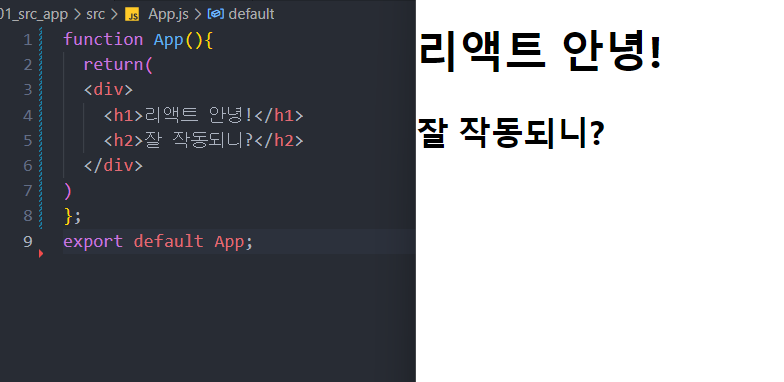 01_src_app > src > JS App.js > default
1 function App(){
2 return(
3 <div>
4 <h1>리액트 안녕!</h1>
5 <h2>잘 작동되니?</h2>
6 </div>
7 )
8 };
9 export default App;
리액트 안녕!
잘 작동되니?